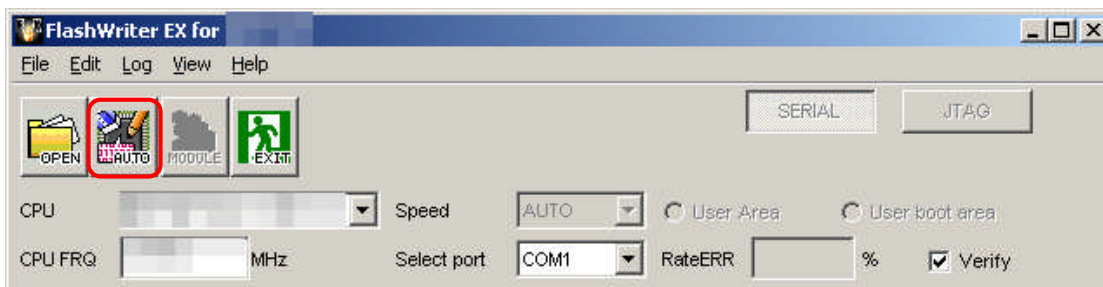 FlashWriter EX for
File Edit Log View Help
OPEN AUTO MODULE EXIT
SERIAL JTAG
CPU Speed AUTO User Area User boot area
CPU FRQ MHz Select port COM1 RateERR % Verify